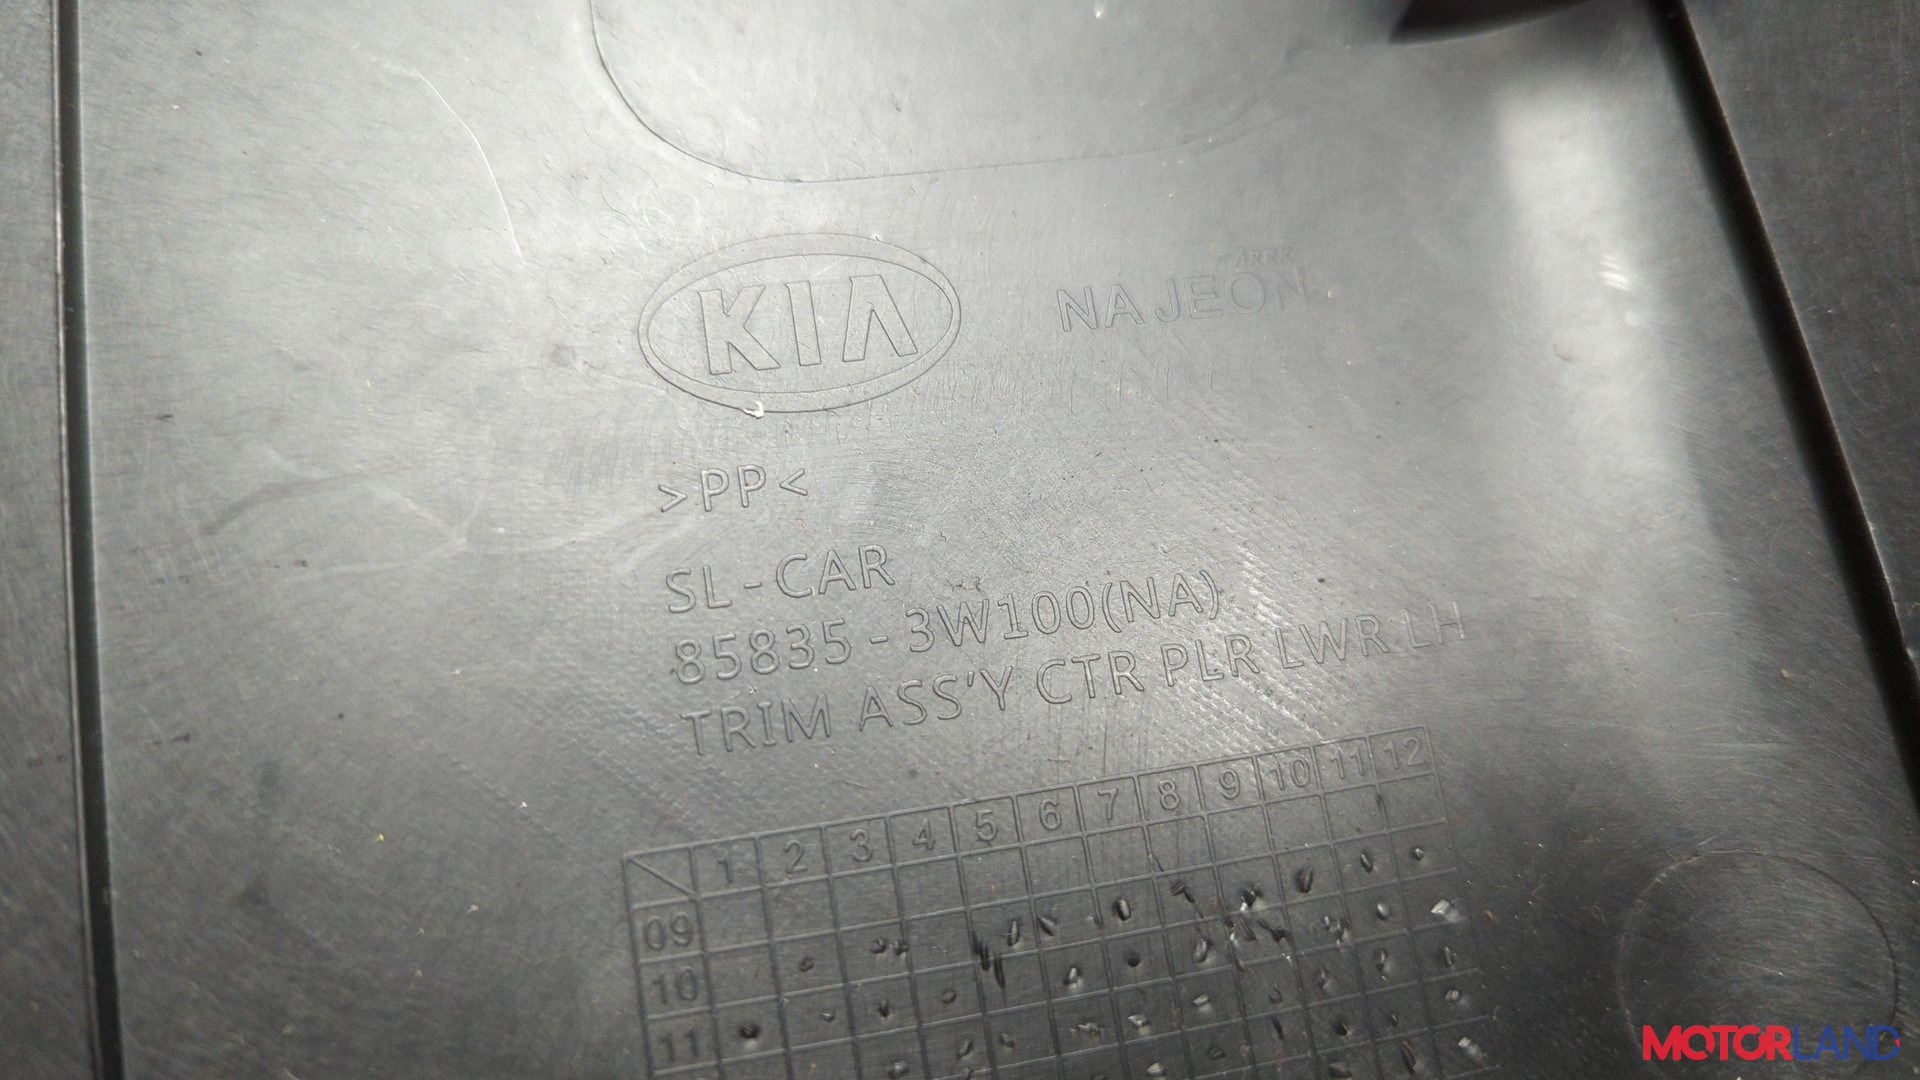 KIA
NAJEON
>PP<
SL-CAR
85835-3W100(NA)
TRIM ASS'Y CTR PLR LWR LH
1 2 3 4 5 6 7 8 9 10 11 12
09
10
11
MOTORLAND